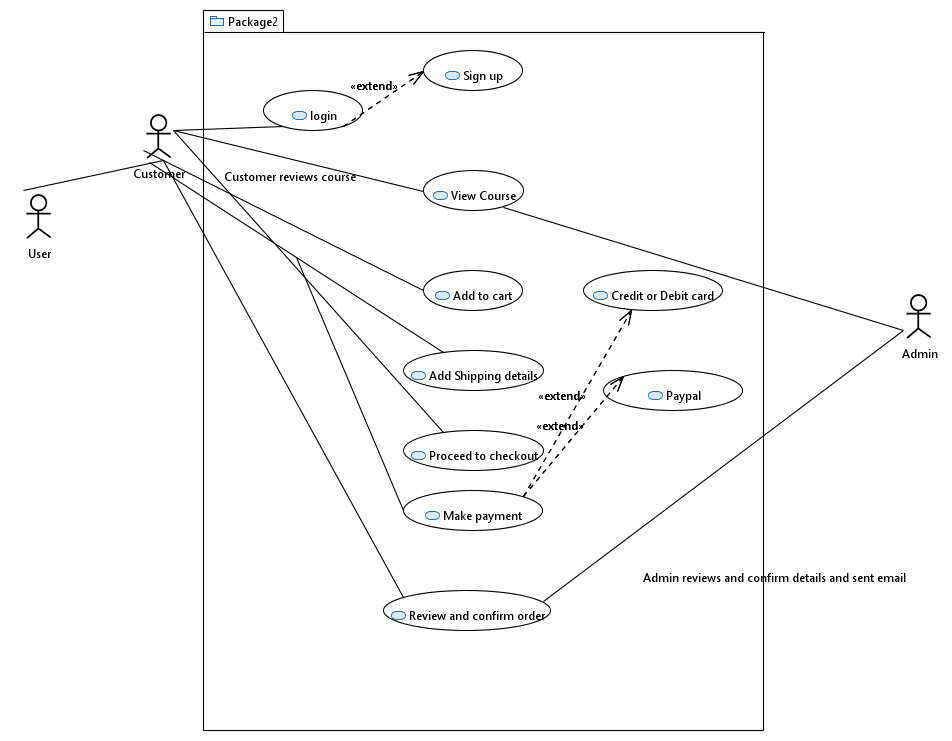 Package2
Sign up
«extend»
login
Customer
Customer reviews course
View Course
User
Add to cart
Credit or Debit card
Admin
Add Shipping details
Paypal
«extend»
«extend»
Proceed to checkout
Make payment
Admin reviews and confirm details and sent email
Review and confirm order